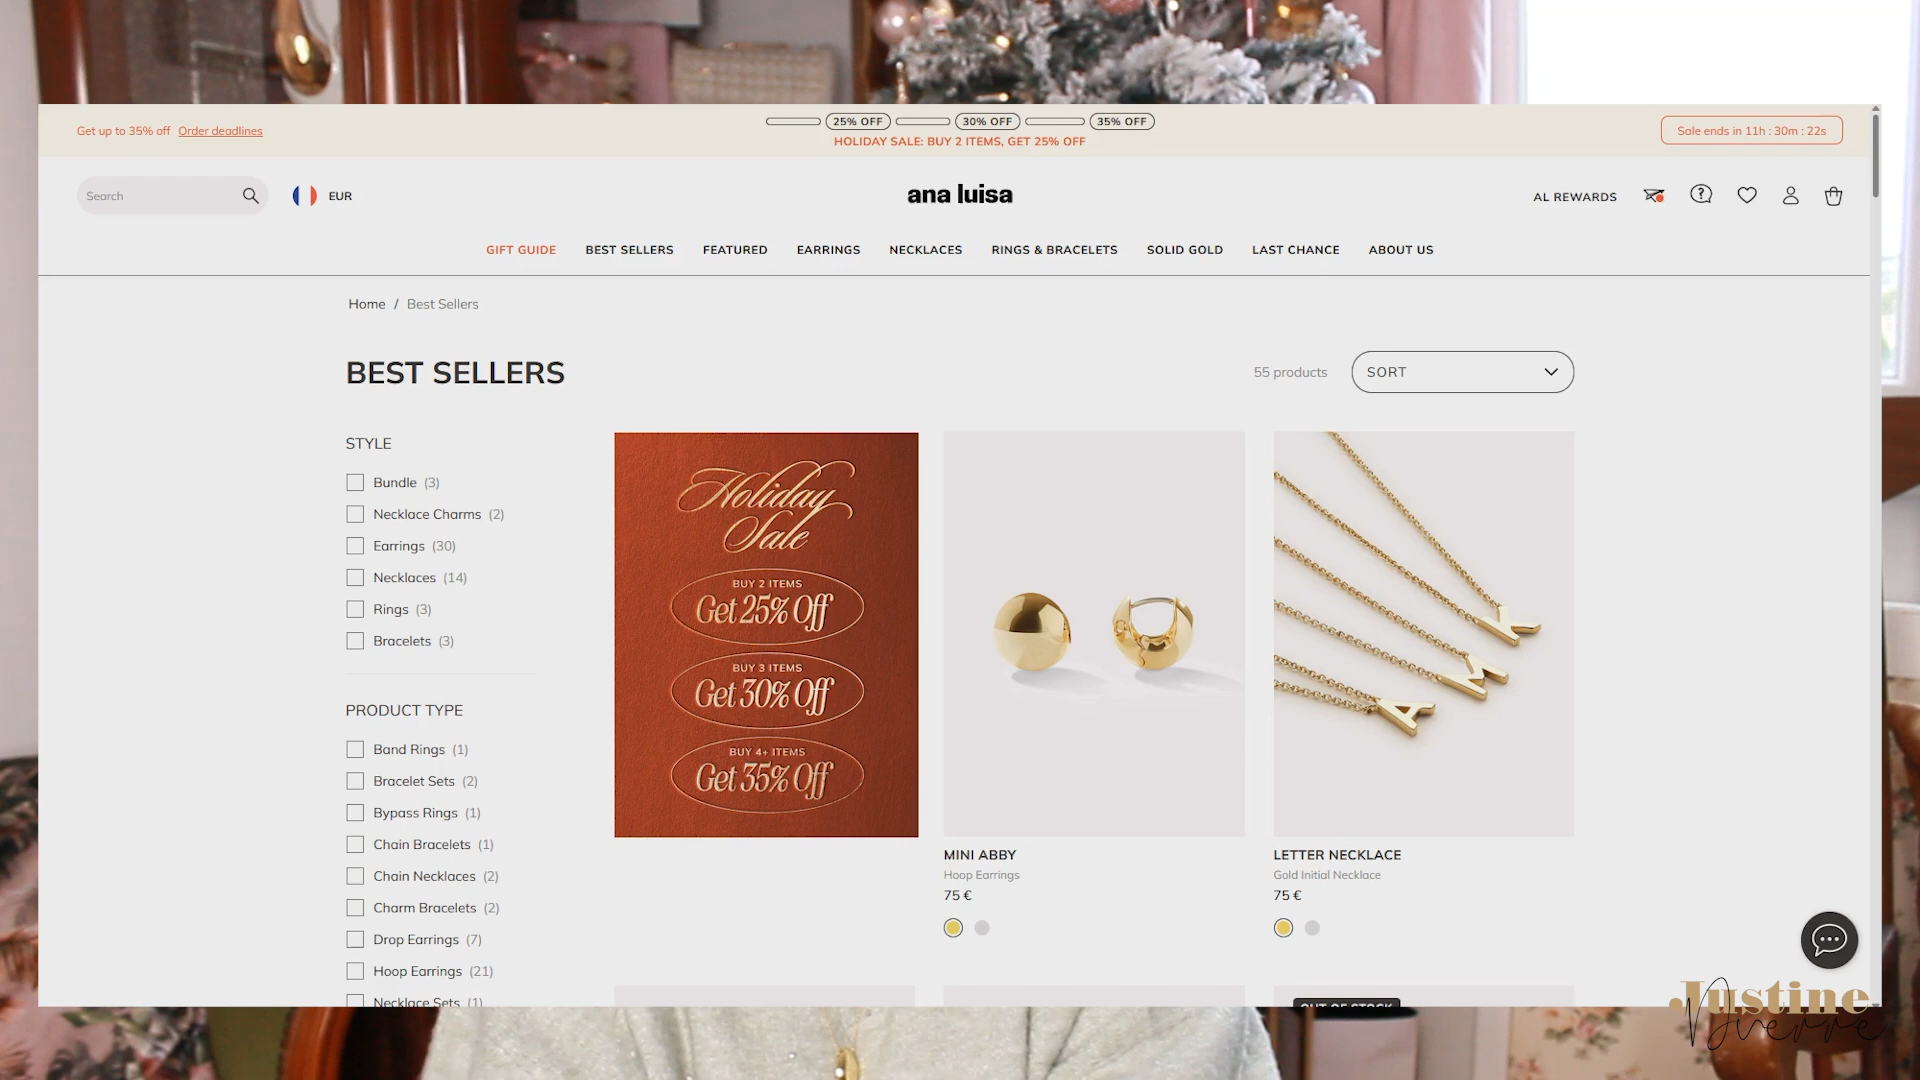 Get up to 35% off Order deadlines
25% OFF 30% OFF 35% OFF
HOLIDAY SALE: BUY 2 ITEMS, GET 25% OFF
Sale ends in 11h : 30m : 22s
Search
EUR
ana luisa
AL REWARDS
GIFT GUIDE BEST SELLERS FEATURED EARRINGS NECKLACES RINGS & BRACELETS SOLID GOLD LAST CHANCE ABOUT US
Home / Best Sellers
BEST SELLERS
55 products
SORT
STYLE
Bundle (3)
Necklace Charms (2)
Earrings (30)
Necklaces (14)
Rings (3)
Bracelets (3)
PRODUCT TYPE
Band Rings (1)
Bracelet Sets (2)
Bypass Rings (1)
Chain Bracelets (1)
Chain Necklaces (2)
Charm Bracelets (2)
Drop Earrings (7)
Hoop Earrings (21)
Necklace Sets (1)
Holiday
Sale
BUY 2 ITEMS
Get 25% Off
BUY 3 ITEMS
Get 30% Off
BUY 4+ ITEMS
Get 35% Off
MINI ABBY
Hoop Earrings
75 €
K
M
A
LETTER NECKLACE
Gold Initial Necklace
75 €
OUT OF STOCK
Justine